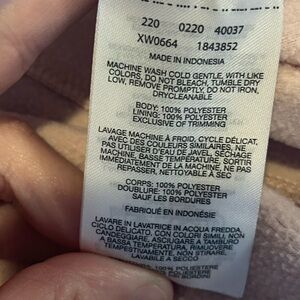 220 0220 40037
XW0664 1843852
MADE IN INDONESIA
MACHINE WASH COLD GENTLE, WITH LIKE
COLORS, DO NOT BLEACH, TUMBLE DRY
LOW, REMOVE PROMPTLY, DO NOT IRON,
DRYCLEANABLE
BODY: 100% POLYESTER
LINING: 100% POLYESTER
EXCLUSIVE OF TRIMMING
LAVAGE MACHINE À FROID, CYCLE DÉLICAT,
AVEC DES COULEURS SIMILAIRES, NE
PAS UTILISER D'EAU DE JAVEL, SÉCHAGE
MACHINE, BASSE TEMPÉRATURE, SORTIR
IMMEDIATEMENT DE LA MACHINE, NE PAS
REPASSER, NETTOYABLE À SEC
CORPS: 100% POLYESTER
DOUBLURE: 100% POLYESTER
SAUF LES BORDURES
FABRIQUÉ EN INDONÉSIE
LAVARE IN LAVATRICE IN ACQUA FREDDA,
CICLO DELICATO, CON COLORI SIMILI, NON
CANDEGGIARE, ASCIUGARE A TAMBURO
A BASSA TEMPERATURA, RIMUOVERE
TEMPESTIVAMENTE, NON STIRARE,
LAVABILE A SECCO
100% POLIESTERE